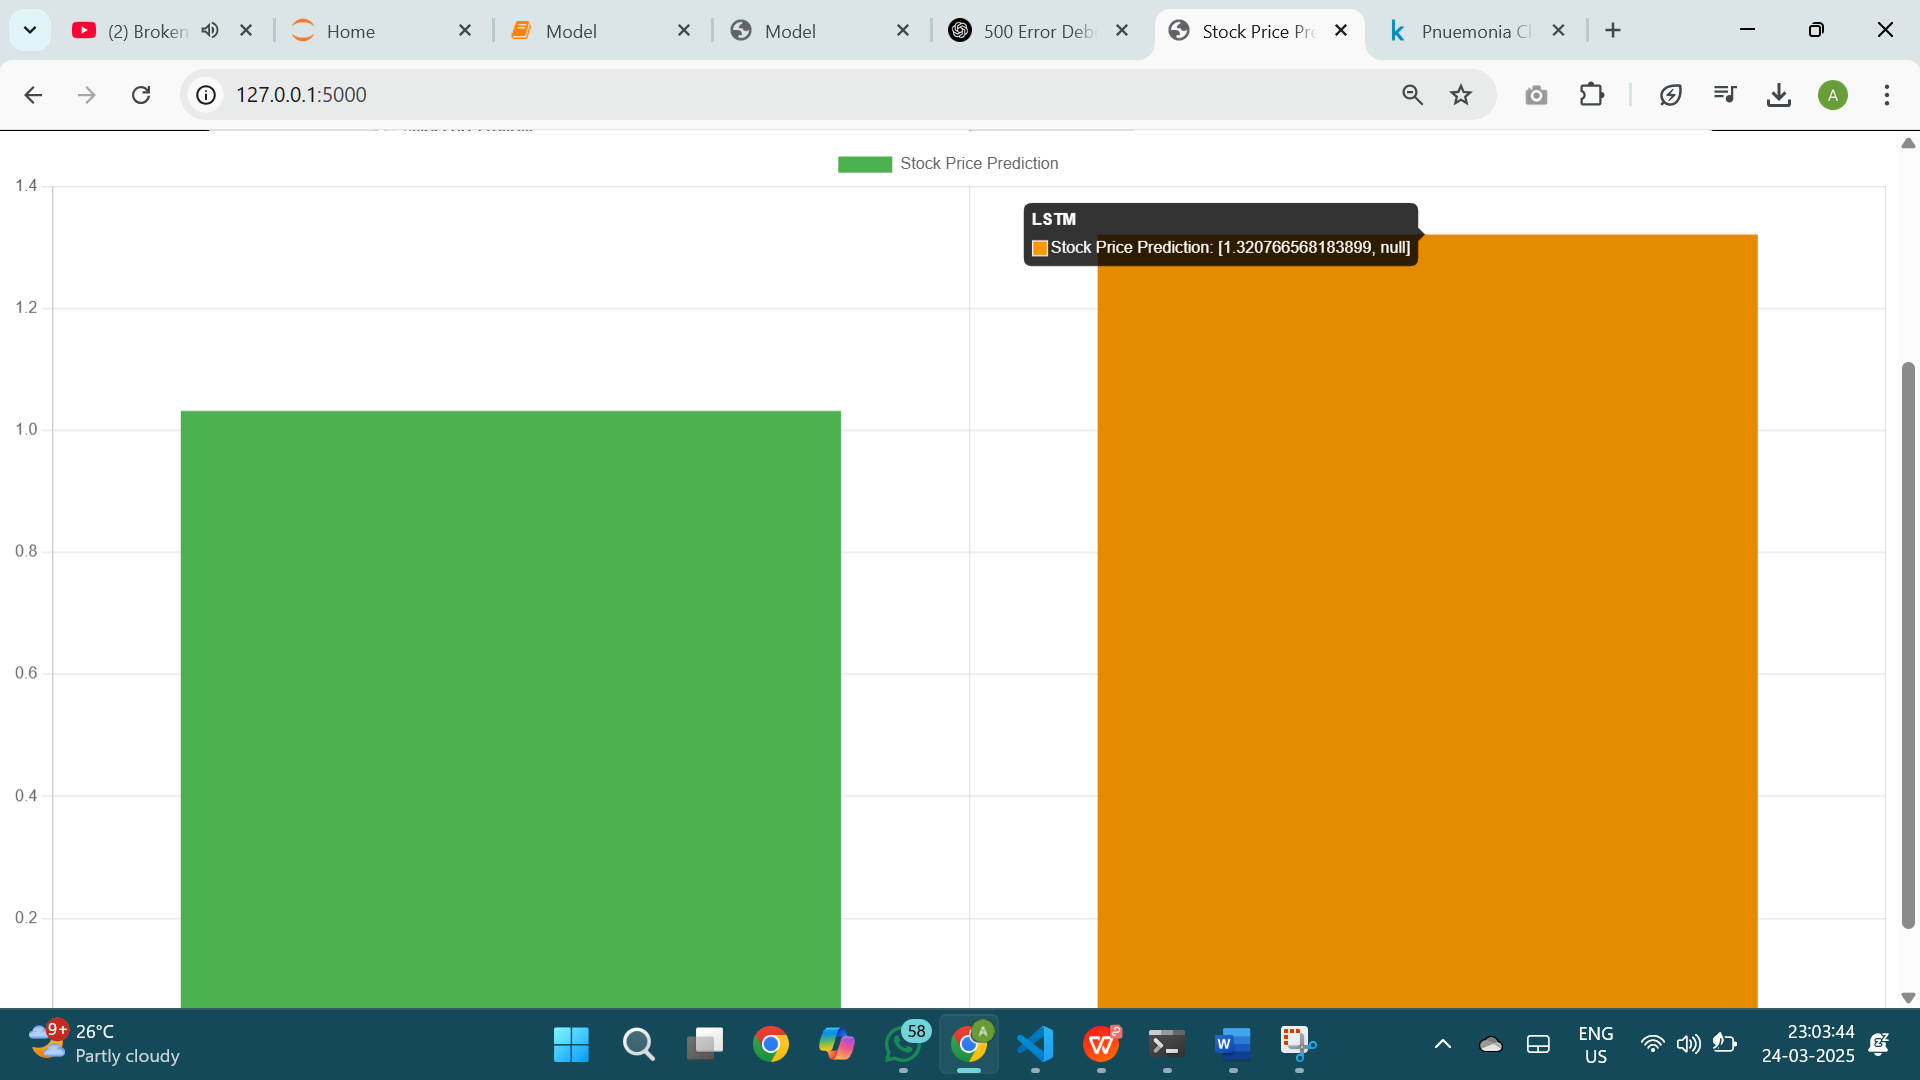 (2) Broken
Home
Model
Model
500 Error Deb
Stock Price Pre
Pnuemonia Cl
127.0.0.1:5000
A
Stock Price Prediction
1.4
LSTM
Stock Price Prediction: [1.320766568183899, null]
1.2
1.0
0.8
0.6
0.4
0.2
9+
26°C
Partly cloudy
58
A
ENG
US
23:03:44
24-03-2025